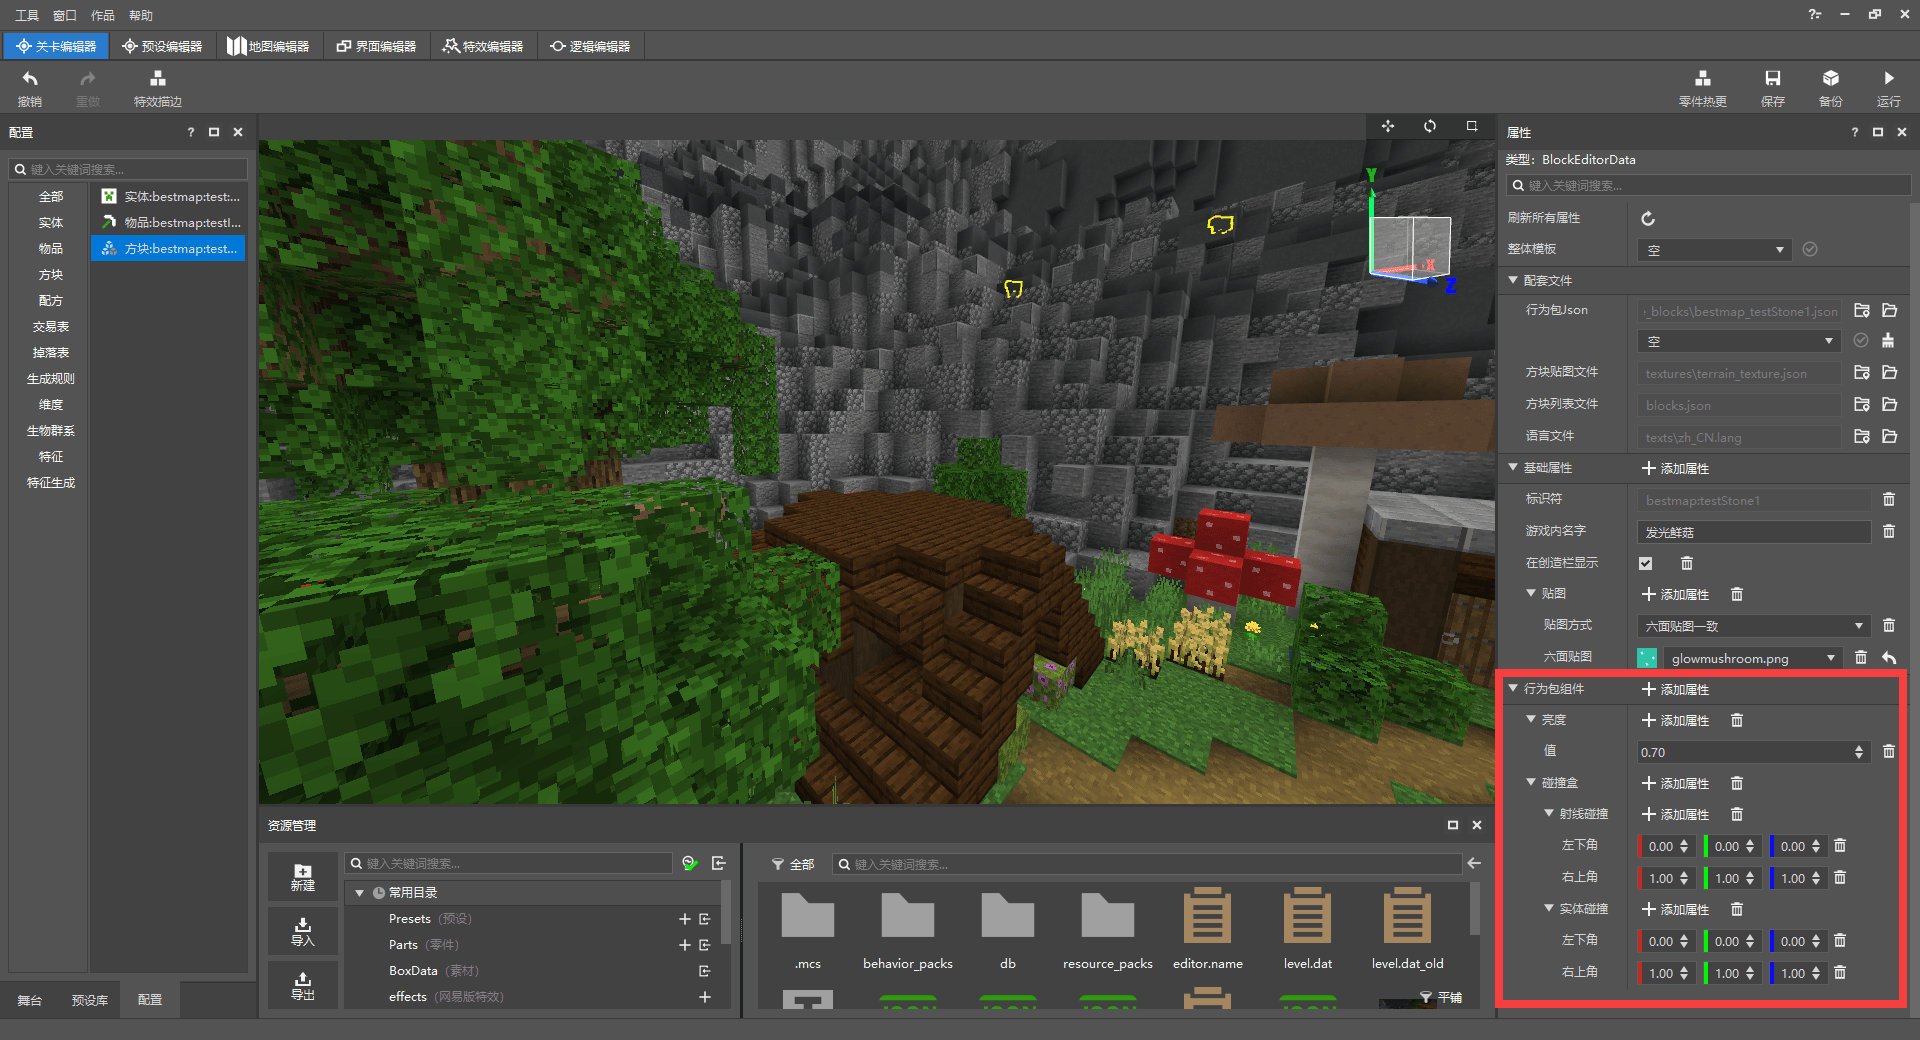 工具 窗口 作品 帮助
关卡编辑器 预设编辑器 地图编辑器 界面编辑器 特效编辑器 逻辑编辑器
撤销 重做 特效描边 零件热更 保存 备份 运行
配置
键入关键词搜索...
全部
实体
物品
方块
配方
交易表
掉落表
生成规则
维度
生物群系
特征
特征生成
实体:bestmap:test:...
物品:bestmap:testI...
方块:bestmap:test...
舞台 预设库 配置
Y
X
Z
资源管理
新建
导入
导出
键入关键词搜索...
常用目录
Presets (预设)
Parts (零件)
BoxData (素材)
effects (网易版特效)
全部 键入关键词搜索...
.mcs behavior_packs db resource_packs editor.name level.dat level.dat_old
平铺
属性
类型: BlockEditorData
键入关键词搜索...
刷新所有属性
整体模板 空
配套文件
行为包Json _blocks\bestmap_testStone1.json
空
方块贴图文件 textures\terrain_texture.json
方块列表文件 blocks.json
语言文件 texts\zh_CN.lang
基础属性 添加属性
标识符 bestmap:testStone1
游戏内名字 发光鲜菇
在创造栏显示
贴图 添加属性
贴图方式 六面贴图一致
六面贴图 glowmushroom.png
行为包组件 添加属性
亮度 添加属性
值 0.70
碰撞盒 添加属性
射线碰撞 添加属性
左下角 0.00 0.00 0.00
右上角 1.00 1.00 1.00
实体碰撞 添加属性
左下角 0.00 0.00 0.00
右上角 1.00 1.00 1.00